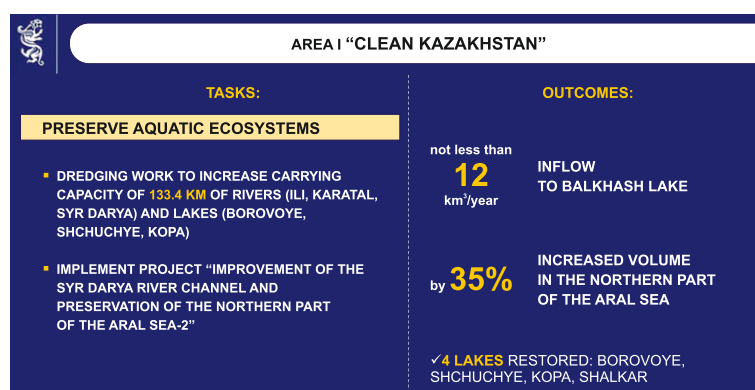 AREA I “CLEAN KAZAKHSTAN”
TASKS:
PRESERVE AQUATIC ECOSYSTEMS
▪ DREDGING WORK TO INCREASE CARRYING
CAPACITY OF 133.4 KM OF RIVERS (ILI, KARATAL,
SYR DARYA) AND LAKES (BOROVOYE,
SHCHUCHYE, KOPA)
▪ IMPLEMENT PROJECT “IMPROVEMENT OF THE
SYR DARYA RIVER CHANNEL AND
PRESERVATION OF THE NORTHERN PART
OF THE ARAL SEA-2”
OUTCOMES:
not less than
12
km³/year
INFLOW
TO BALKHASH LAKE
by 35%
INCREASED VOLUME
IN THE NORTHERN PART
OF THE ARAL SEA
✓4 LAKES RESTORED: BOROVOYE,
SHCHUCHYE, KOPA, SHALKAR